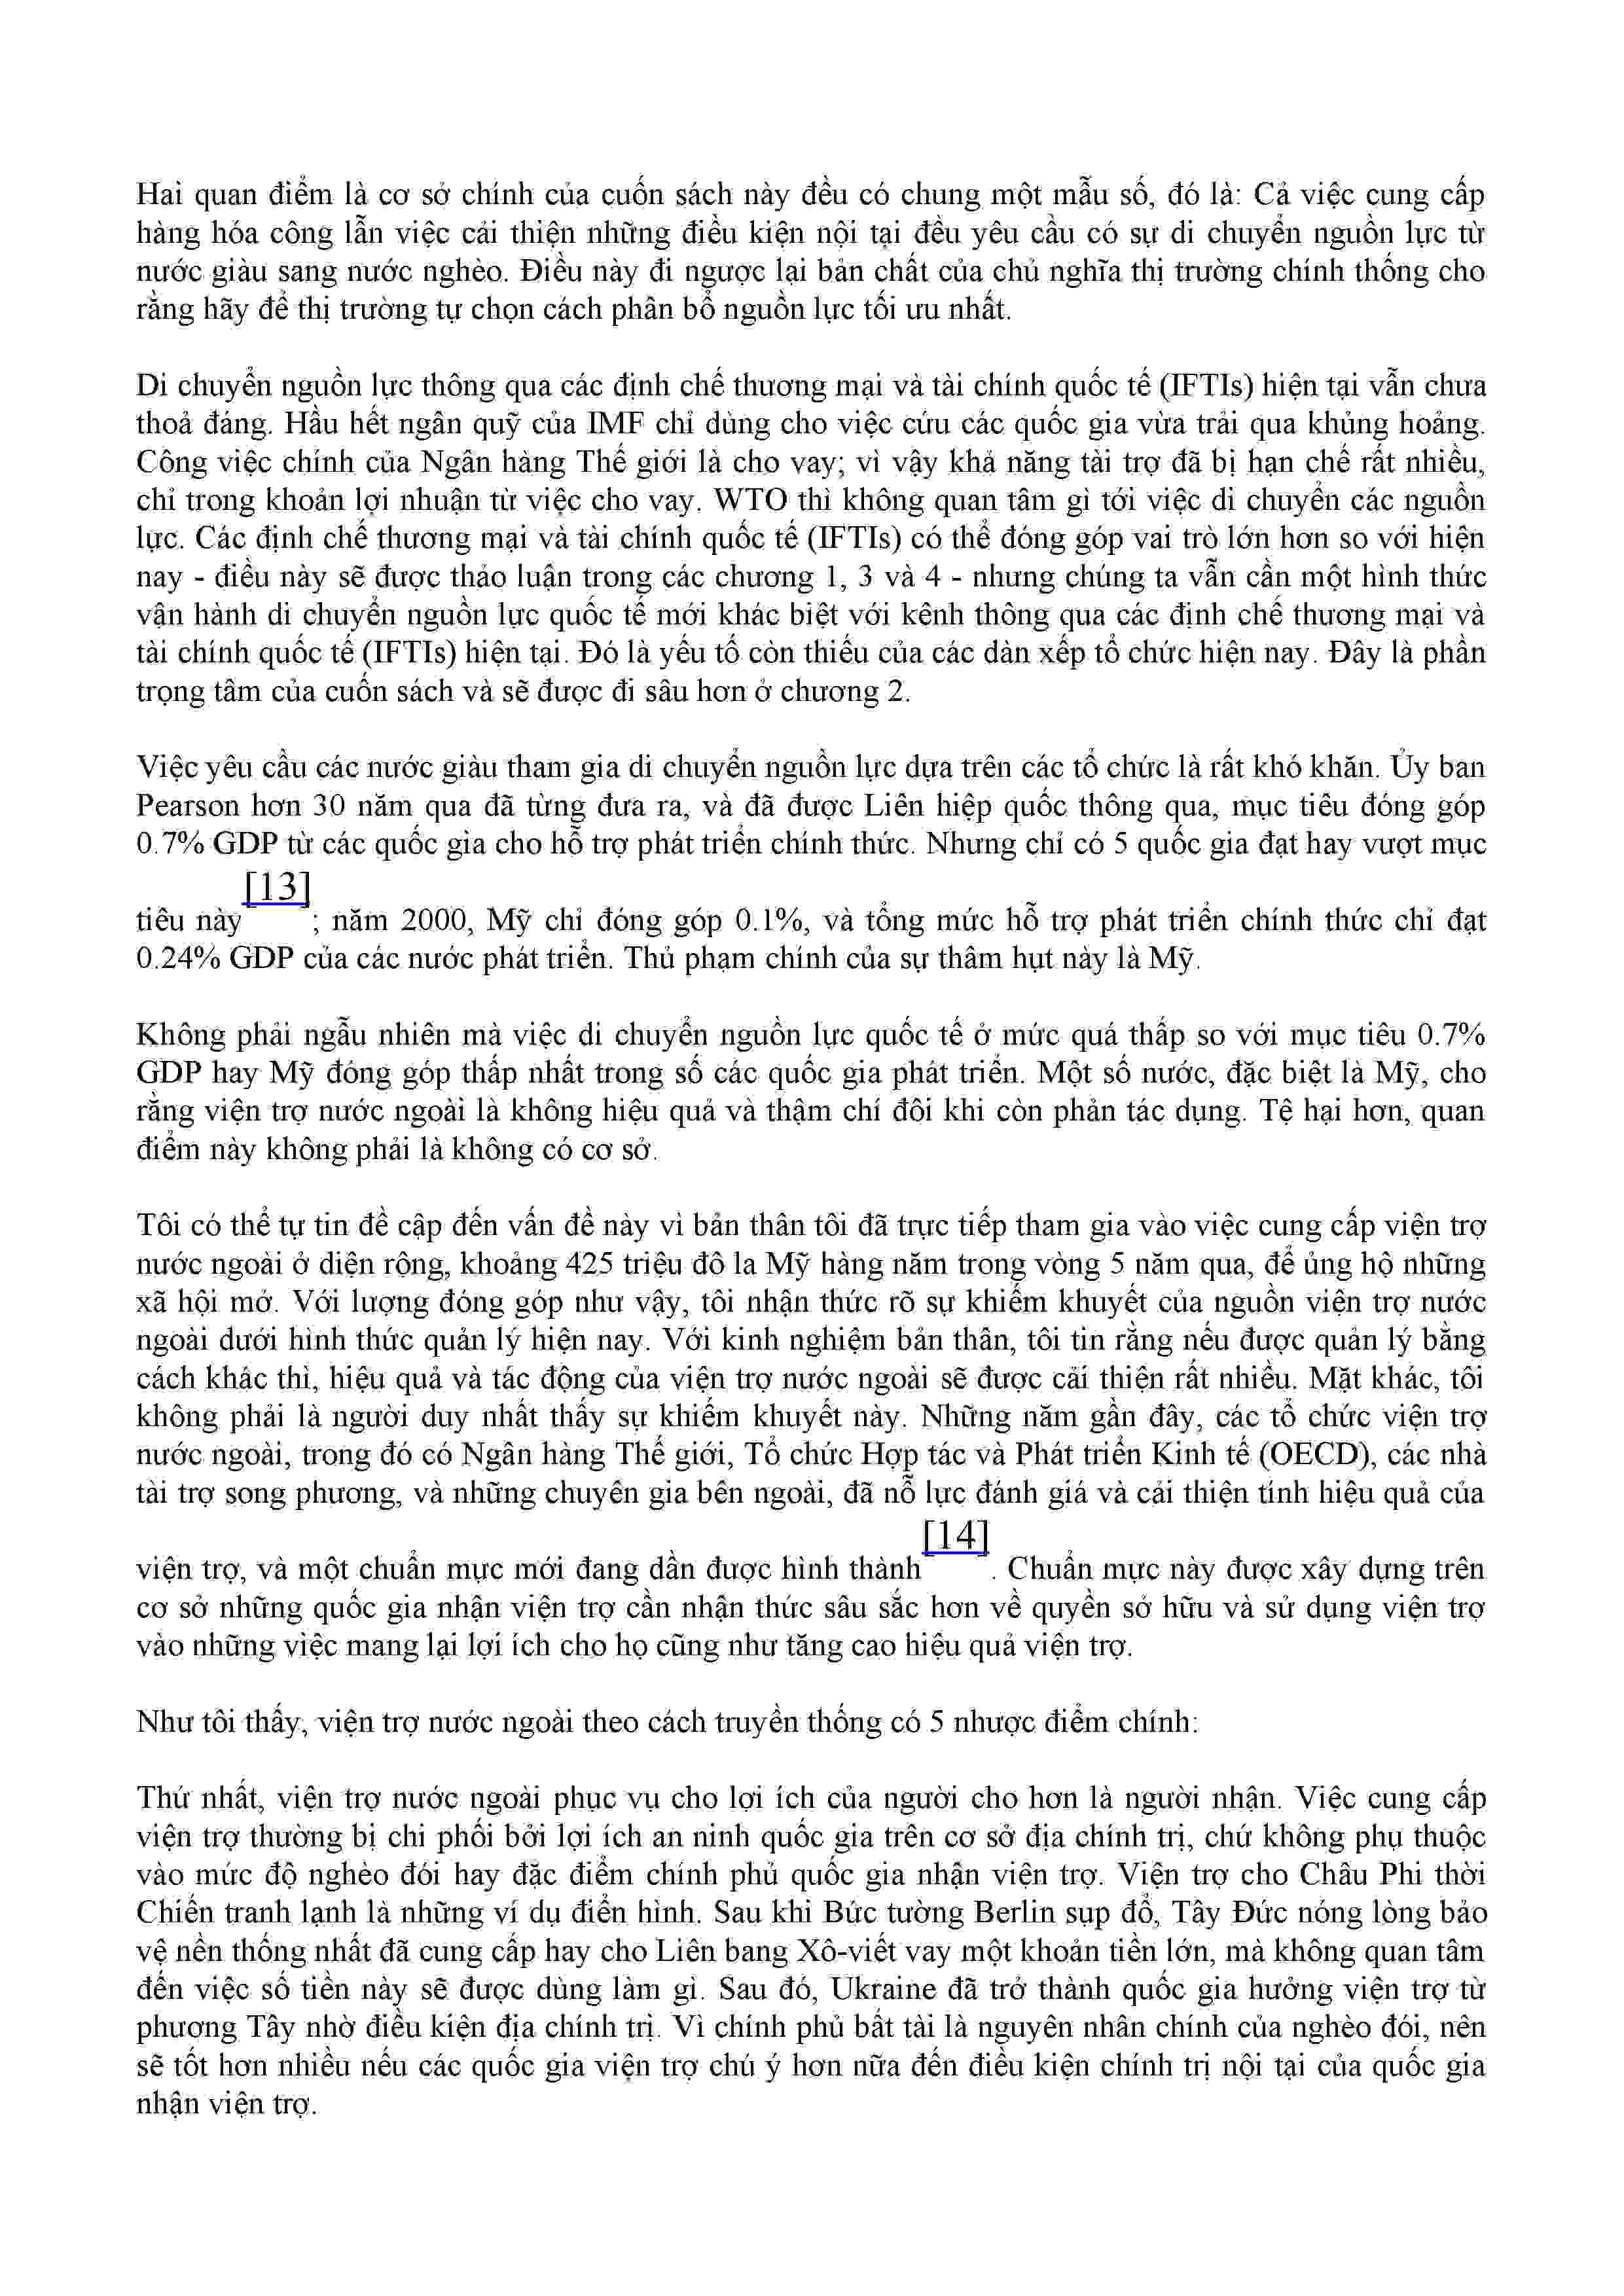 Hai quan điểm là cơ sở chính của cuốn sách này đều có chung một mẫu số, đó là: Cả việc cung cấp
hàng hóa công lẫn việc cải thiện những điều kiện nội tại đều yêu cầu có sự di chuyển nguồn lực từ
nước giàu sang nước nghèo. Điều này đi ngược lại bản chất của chủ nghĩa thị trường chính thống cho
rằng hãy để thị trường tự chọn cách phân bổ nguồn lực tối ưu nhất.
Di chuyển nguồn lực thông qua các định chế thương mại và tài chính quốc tế (IFTIs) hiện tại vẫn chưa
thoả đáng. Hầu hết ngân quỹ của IMF chỉ dùng cho việc cứu các quốc gia vừa trải qua khủng hoảng.
Công việc chính của Ngân hàng Thế giới là cho vay; vì vậy khả năng tài trợ đã bị hạn chế rất nhiều,
chỉ trong khoản lợi nhuận từ việc cho vay. WTO thì không quan tâm gì tới việc di chuyển các nguồn
lực. Các định chế thương mại và tài chính quốc tế (IFTIs) có thể đóng góp vai trò lớn hơn so với hiện
nay - điều này sẽ được thảo luận trong các chương 1, 3 và 4 - nhưng chúng ta vẫn cần một hình thức
vận hành di chuyển nguồn lực quốc tế mới khác biệt với kênh thông qua các định chế thương mại và
tài chính quốc tế (IFTIs) hiện tại. Đó là yếu tố còn thiếu của các dàn xếp tổ chức hiện nay. Đây là phần
trọng tâm của cuốn sách và sẽ được đi sâu hơn ở chương 2.
Việc yêu cầu các nước giàu tham gia di chuyển nguồn lực dựa trên các tổ chức là rất khó khăn. Ủy ban
Pearson hơn 30 năm qua đã từng đưa ra, và đã được Liên hiệp quốc thông qua, mục tiêu đóng góp
0.7% GDP từ các quốc gia cho hỗ trợ phát triển chính thức. Nhưng chỉ có 5 quốc gia đạt hay vượt mục
tiêu này[13]; năm 2000, Mỹ chỉ đóng góp 0.1%, và tổng mức hỗ trợ phát triển chính thức chỉ đạt
0.24% GDP của các nước phát triển. Thủ phạm chính của sự thâm hụt này là Mỹ.
Không phải ngẫu nhiên mà việc di chuyển nguồn lực quốc tế ở mức quá thấp so với mục tiêu 0.7%
GDP hay Mỹ đóng góp thấp nhất trong số các quốc gia phát triển. Một số nước, đặc biệt là Mỹ, cho
rằng viện trợ nước ngoài là không hiệu quả và thậm chí đôi khi còn phản tác dụng. Tệ hại hơn, quan
điểm này không phải là không có cơ sở.
Tôi có thể tự tin đề cập đến vấn đề này vì bản thân tôi đã trực tiếp tham gia vào việc cung cấp viện trợ
nước ngoài ở diện rộng, khoảng 425 triệu đô la Mỹ hàng năm trong vòng 5 năm qua, để ủng hộ những
xã hội mở. Với lượng đóng góp như vậy, tôi nhận thức rõ sự khiếm khuyết của nguồn viện trợ nước
ngoài dưới hình thức quản lý hiện nay. Với kinh nghiệm bản thân, tôi tin rằng nếu được quản lý bằng
cách khác thì, hiệu quả và tác động của viện trợ nước ngoài sẽ được cải thiện rất nhiều. Mặt khác, tôi
không phải là người duy nhất thấy sự khiếm khuyết này. Những năm gần đây, các tổ chức viện trợ
nước ngoài, trong đó có Ngân hàng Thế giới, Tổ chức Hợp tác và Phát triển Kinh tế (OECD), các nhà
tài trợ song phương, và những chuyên gia bên ngoài, đã nỗ lực đánh giá và cải thiện tính hiệu quả của
viện trợ, và một chuẩn mực mới đang dần được hình thành[14]. Chuẩn mực này được xây dựng trên
cơ sở những quốc gia nhận viện trợ cần nhận thức sâu sắc hơn về quyền sở hữu và sử dụng viện trợ
vào những việc mang lại lợi ích cho họ cũng như tăng cao hiệu quả viện trợ.
Như tôi thấy, viện trợ nước ngoài theo cách truyền thống có 5 nhược điểm chính:
Thứ nhất, viện trợ nước ngoài phục vụ cho lợi ích của người cho hơn là người nhận. Việc cung cấp
viện trợ thường bị chi phối bởi lợi ích an ninh quốc gia trên cơ sở địa chính trị, chứ không phụ thuộc
vào mức độ nghèo đói hay đặc điểm chính phủ quốc gia nhận viện trợ. Viện trợ cho Châu Phi thời
Chiến tranh lạnh là những ví dụ điển hình. Sau khi Bức tường Berlin sụp đổ, Tây Đức nóng lòng bảo
vệ nền thống nhất đã cung cấp hay cho Liên bang Xô-viết vay một khoản tiền lớn, mà không quan tâm
đến việc số tiền này sẽ được dùng làm gì. Sau đó, Ukraine đã trở thành quốc gia hưởng viện trợ từ
phương Tây nhờ điều kiện địa chính trị. Vì chính phủ bất tài là nguyên nhân chính của nghèo đói, nên
sẽ tốt hơn nhiều nếu các quốc gia viện trợ chú ý hơn nữa đến điều kiện chính trị nội tại của quốc gia
nhận viện trợ.